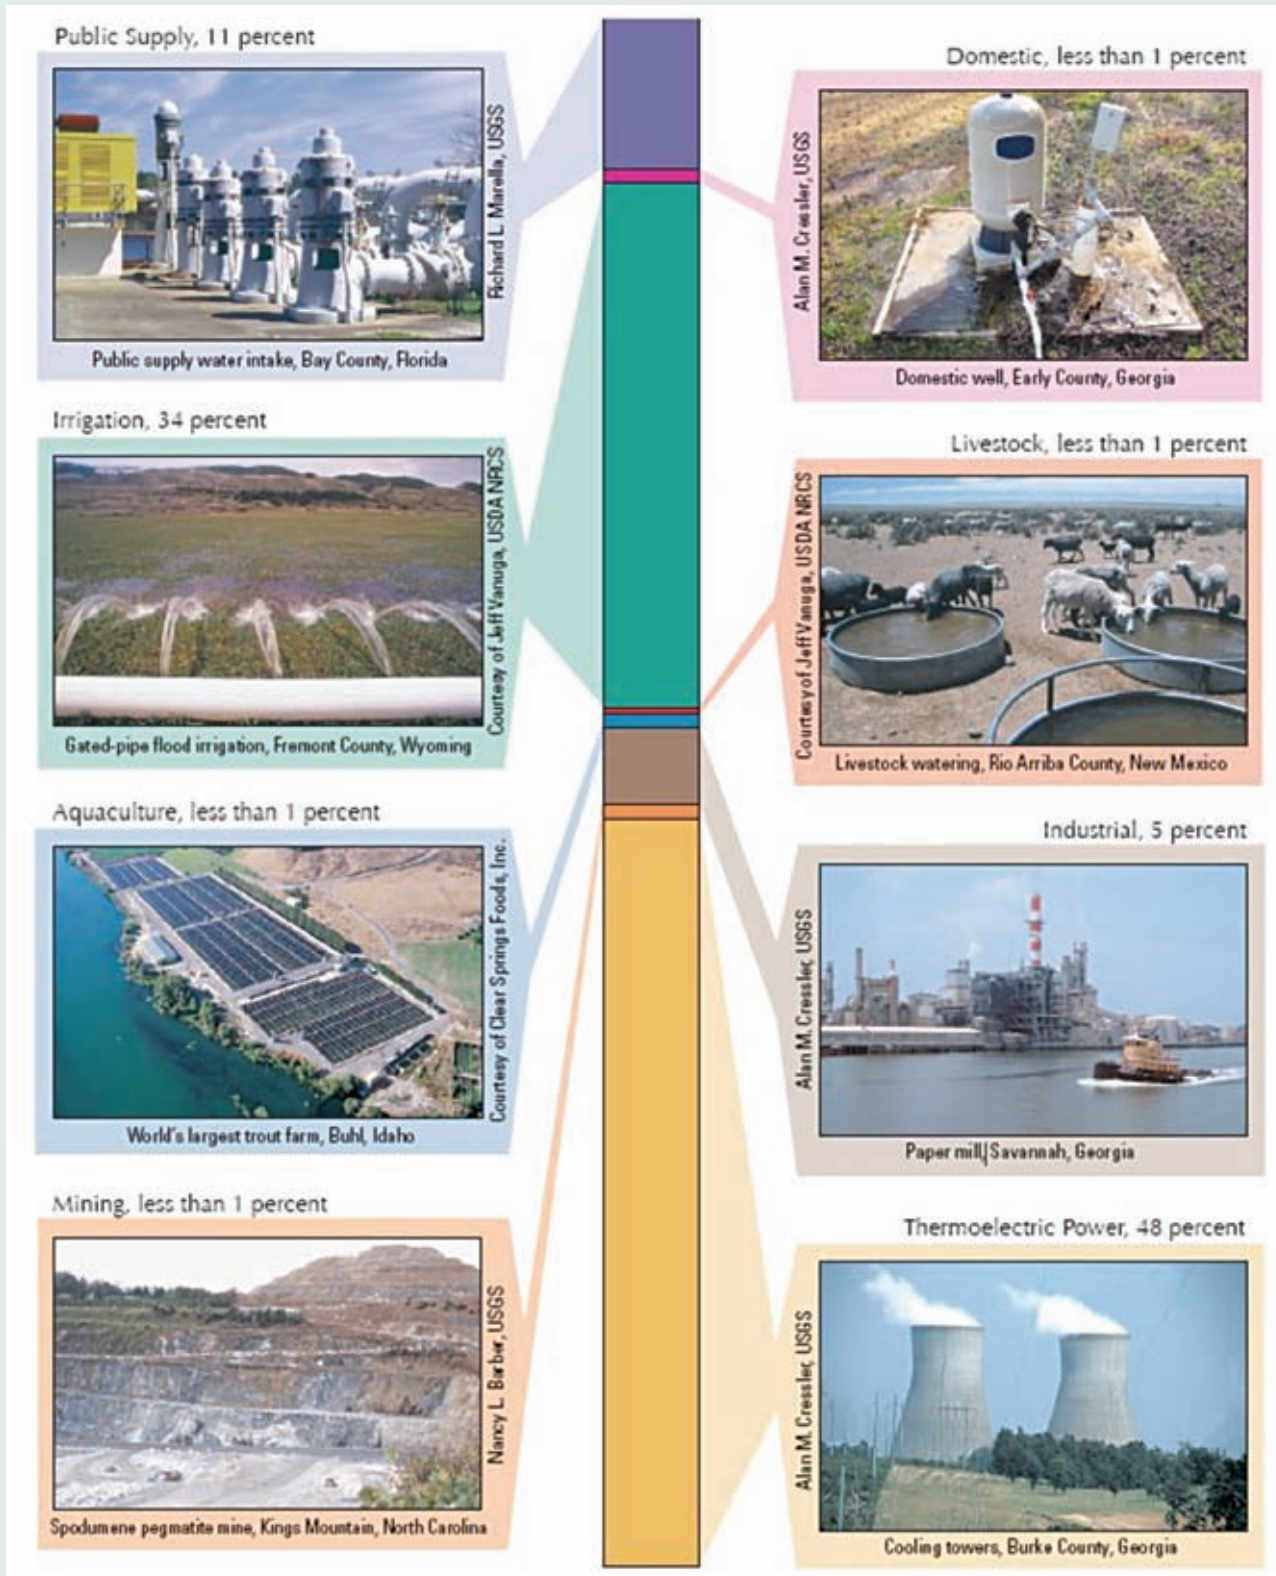 Public Supply, 11 percent
Richard L. Marella, USGS
Public supply water intake, Bay County, Florida
Domestic, less than 1 percent
Alan M. Cressler, USGS
Domestic well, Early County, Georgia
Irrigation, 34 percent
Courtesy of Jeff Vanuga, USDA NRCS
Gated-pipe flood irrigation, Fremont County, Wyoming
Livestock, less than 1 percent
Courtesy of Jeff Vanuga, USDA NRCS
Livestock watering, Rio Arriba County, New Mexico
Aquaculture, less than 1 percent
Courtesy of Clear Springs Foods, Inc.
World's largest trout farm, Buhl, Idaho
Industrial, 5 percent
Alan M. Cressler, USGS
Paper mill, Savannah, Georgia
Mining, less than 1 percent
Nancy L. Barber, USGS
Spodumene pegmatite mine, Kings Mountain, North Carolina
Thermoelectric Power, 48 percent
Alan M. Cressler, USGS
Cooling towers, Burke County, Georgia